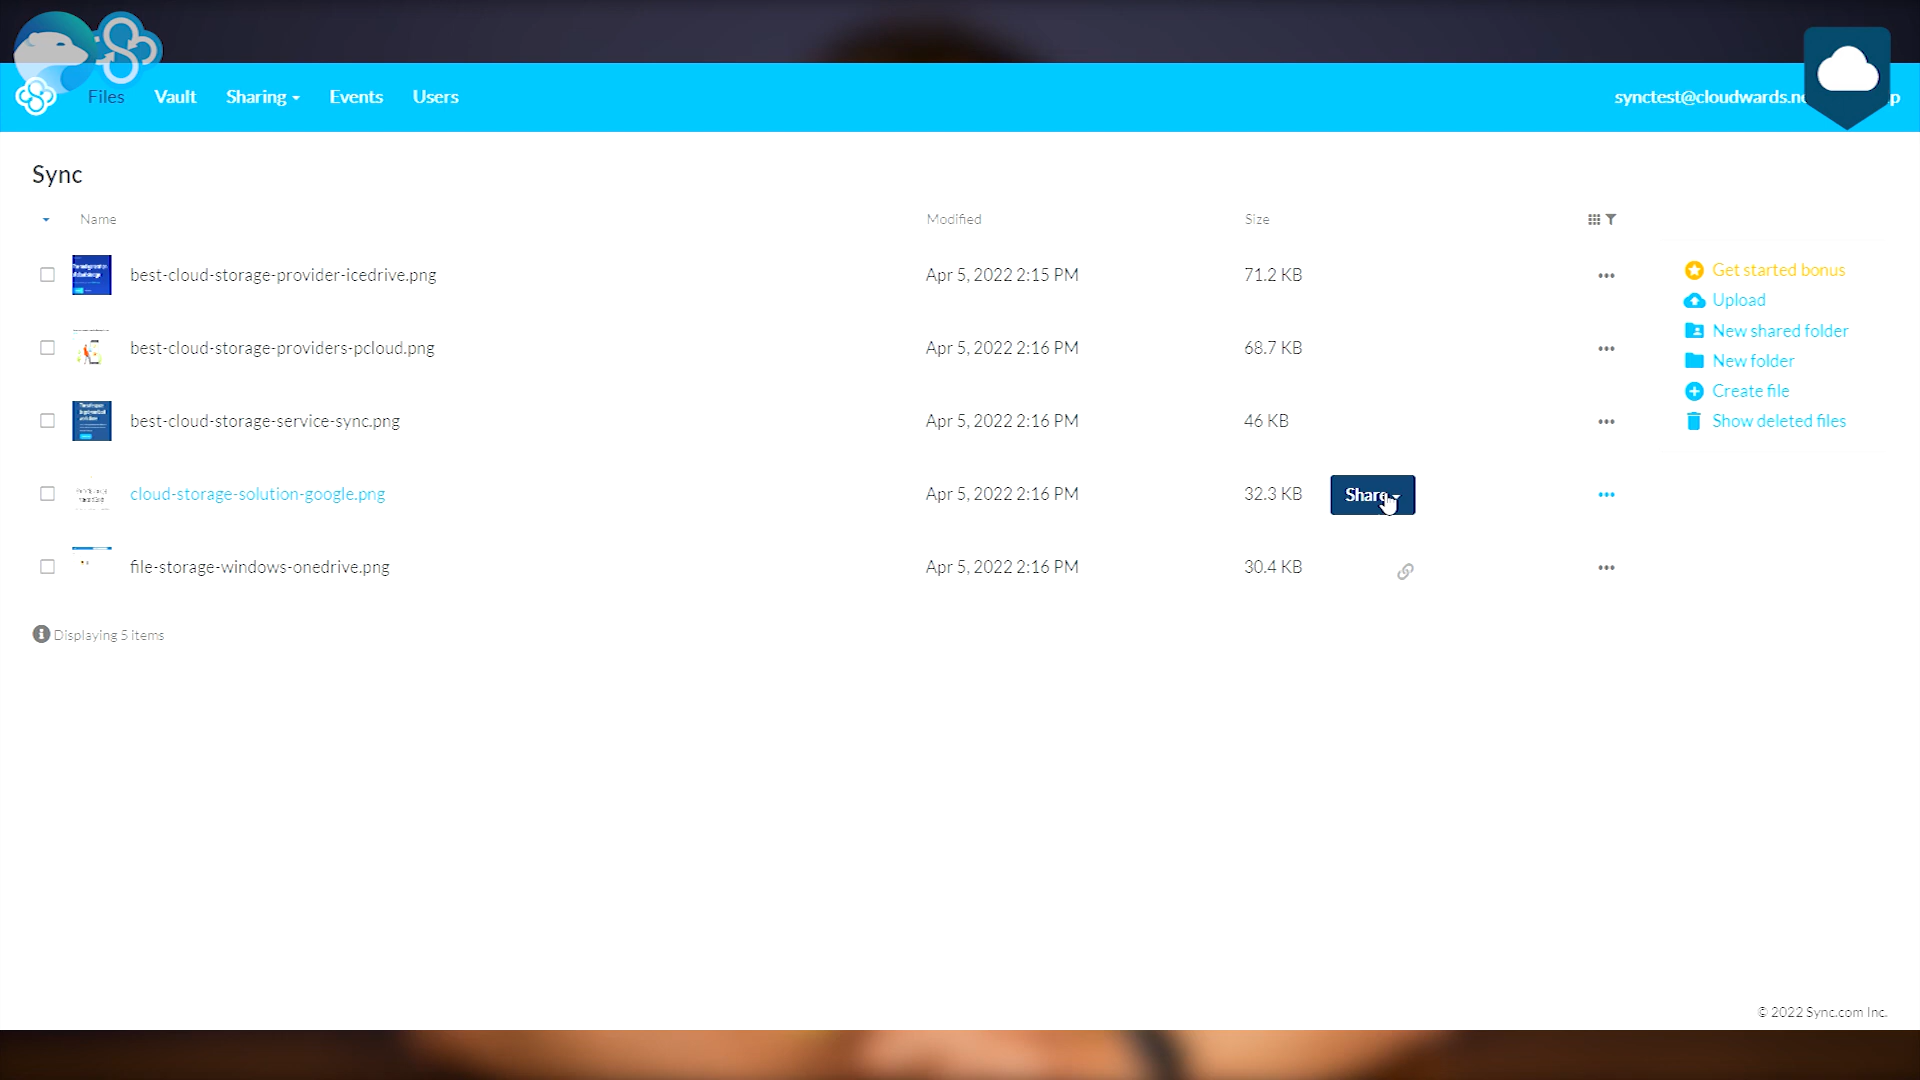 Files Vault Sharing Events Users
synctest@cloudwards.n
p
Sync
Name Modified Size
best-cloud-storage-provider-icedrive.png Apr 5, 2022 2:15 PM 71.2 KB
best-cloud-storage-providers-pcloud.png Apr 5, 2022 2:16 PM 68.7 KB
best-cloud-storage-service-sync.png Apr 5, 2022 2:16 PM 46 KB
cloud-storage-solution-google.png Apr 5, 2022 2:16 PM 32.3 KB Share
file-storage-windows-onedrive.png Apr 5, 2022 2:16 PM 30.4 KB
Displaying 5 items
Get started bonus
Upload
New shared folder
New folder
Create file
Show deleted files
© 2022 Sync.com Inc.